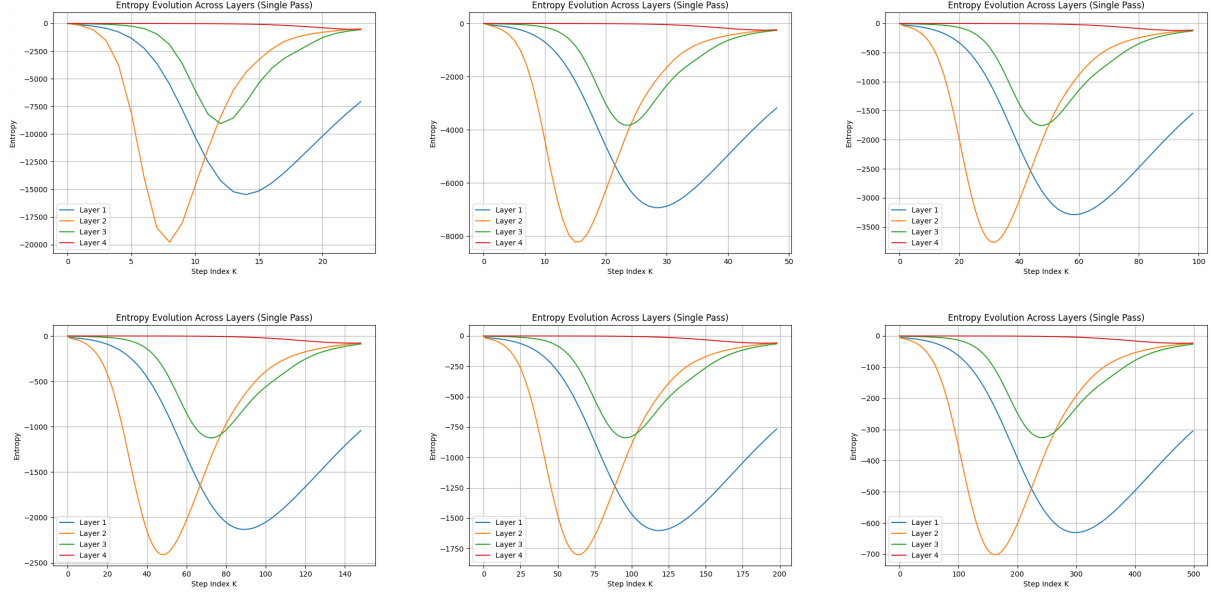 Entropy Evolution Across Layers (Single Pass)
0
−2500
−5000
−7500
−10000
−12500
−15000
−17500
−20000
Entropy
Layer 1
Layer 2
Layer 3
Layer 4
0 5 10 15 20
Step Index K
Entropy Evolution Across Layers (Single Pass)
0
−2000
−4000
−6000
−8000
Entropy
Layer 1
Layer 2
Layer 3
Layer 4
0 10 20 30 40 50
Step Index K
Entropy Evolution Across Layers (Single Pass)
0
−500
−1000
−1500
−2000
−2500
−3000
−3500
Entropy
Layer 1
Layer 2
Layer 3
Layer 4
0 20 40 60 80 100
Step Index K
Entropy Evolution Across Layers (Single Pass)
0
−500
−1000
−1500
−2000
−2500
Entropy
Layer 1
Layer 2
Layer 3
Layer 4
0 20 40 60 80 100 120 140
Step Index K
Entropy Evolution Across Layers (Single Pass)
0
−250
−500
−750
−1000
−1250
−1500
−1750
Entropy
Layer 1
Layer 2
Layer 3
Layer 4
0 25 50 75 100 125 150 175 200
Step Index K
Entropy Evolution Across Layers (Single Pass)
0
−100
−200
−300
−400
−500
−600
−700
Entropy
Layer 1
Layer 2
Layer 3
Layer 4
0 100 200 300 400 500
Step Index K